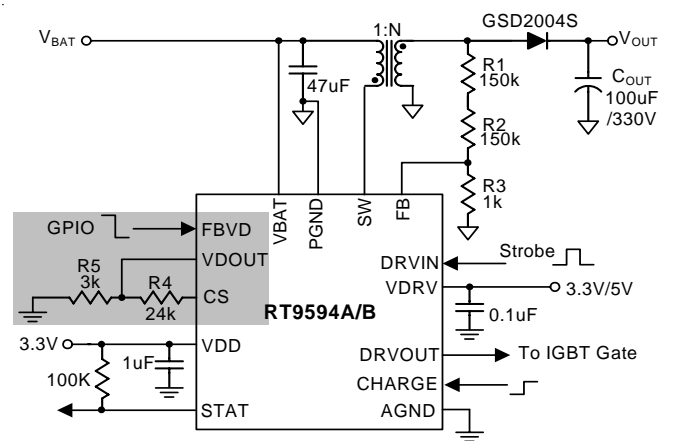 1:N
GSD2004S
VBAT
VOUT
47uF
R1
150k
COUT
100uF
/330V
R2
150k
R3
1k
VBAT
PGND
SW
FB
GPIO
FBVD
VDOUT
R5
3k
R4
24k
CS
RT9594A/B
DRVIN
Strobe
VDRV
3.3V/5V
0.1uF
3.3V
VDD
1uF
100K
DRVOUT
To IGBT Gate
CHARGE
STAT
AGND